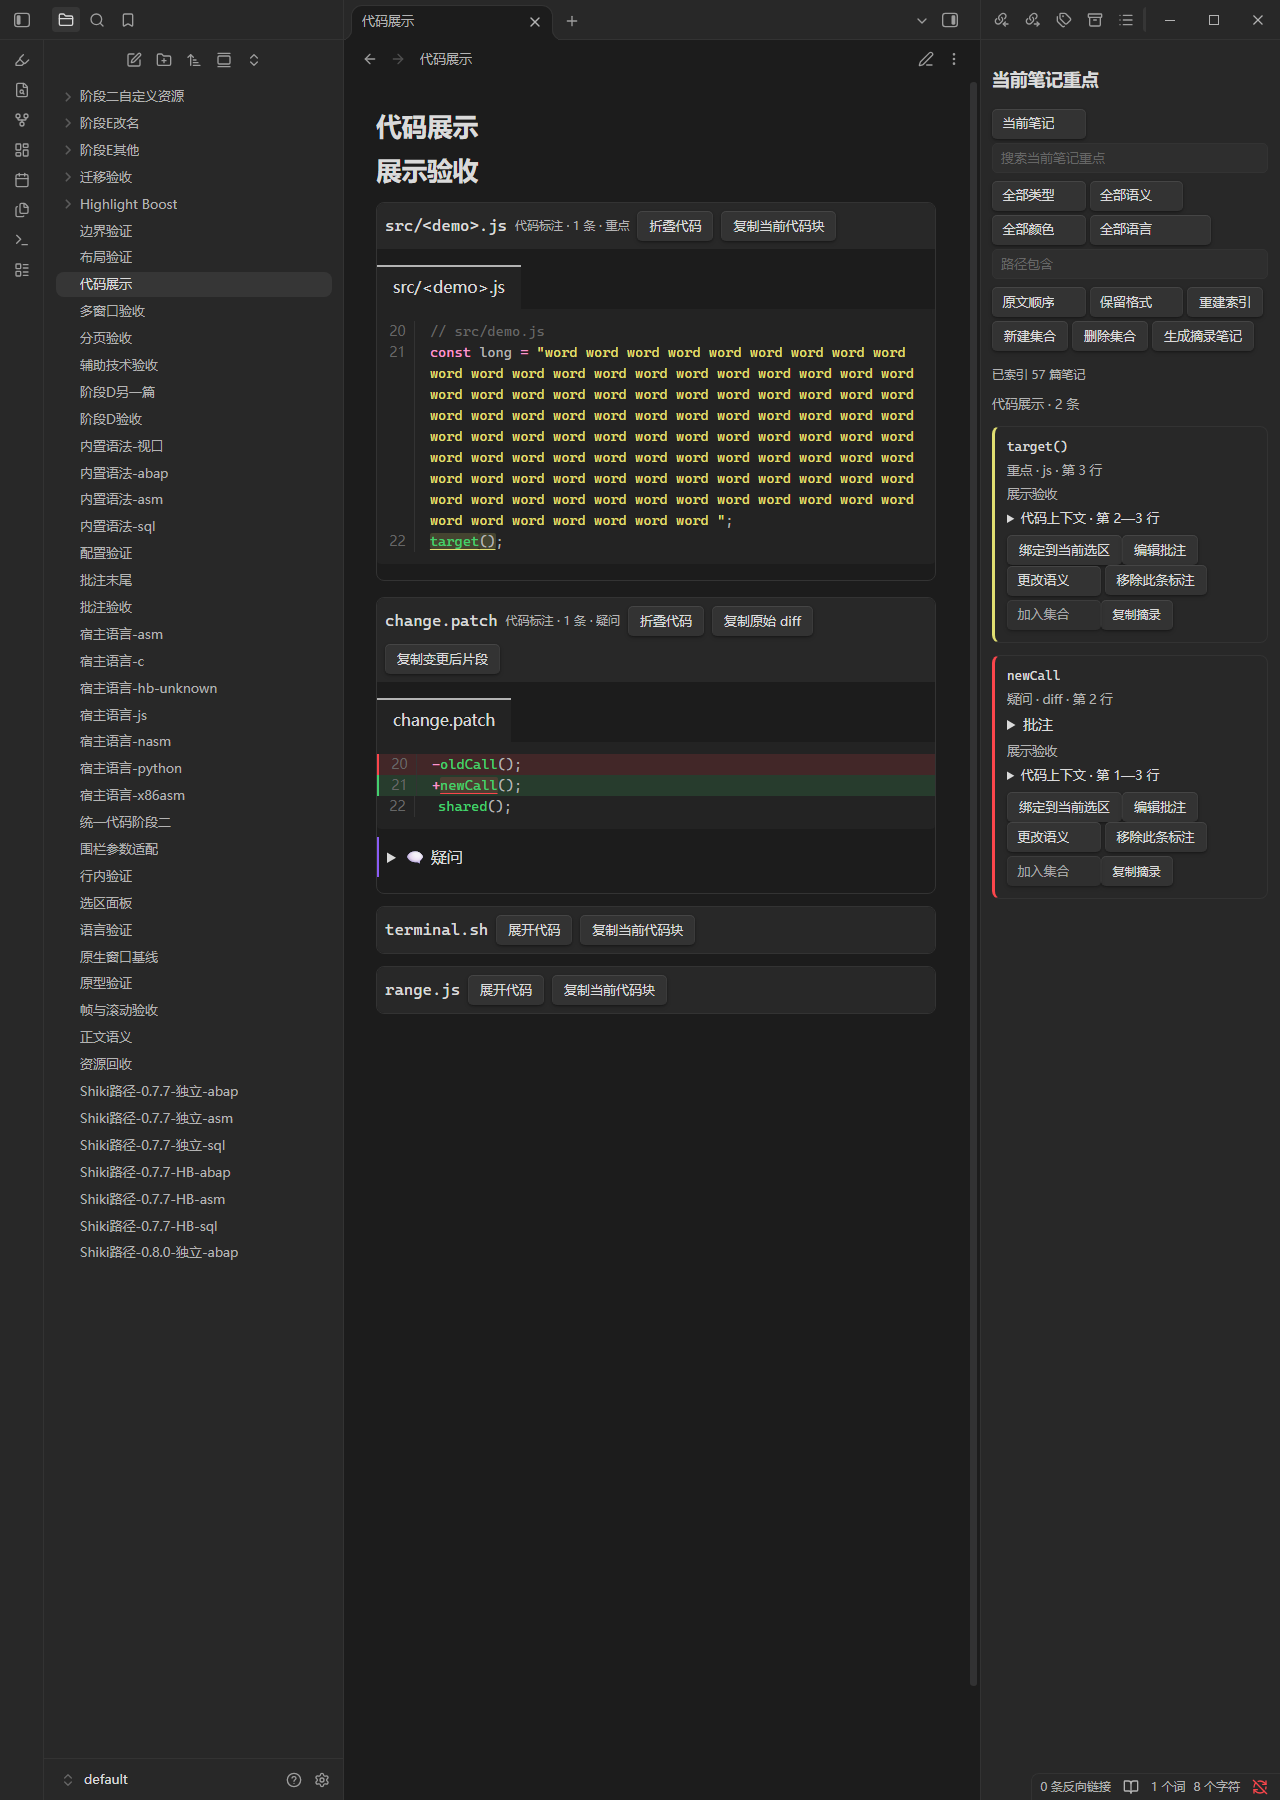 代码展示
代码展示
阶段二自定义资源
阶段E改名
阶段E其他
迁移验收
Highlight Boost
边界验证
布局验证
代码展示
多窗口验收
分页验收
辅助技术验收
阶段D另一篇
阶段D验收
内置语法-视口
内置语法-abap
内置语法-asm
内置语法-sql
配置验证
批注末尾
批注验收
宿主语言-asm
宿主语言-c
宿主语言-hb-unknown
宿主语言-js
宿主语言-nasm
宿主语言-python
宿主语言-x86asm
统一代码阶段二
围栏参数适配
行内验证
选区面板
语言验证
原生窗口基线
原型验证
帧与滚动验收
正文语义
资源回收
Shiki路径-0.7.7-独立-abap
Shiki路径-0.7.7-独立-asm
Shiki路径-0.7.7-独立-sql
Shiki路径-0.7.7-HB-abap
Shiki路径-0.7.7-HB-asm
Shiki路径-0.7.7-HB-sql
Shiki路径-0.8.0-独立-abap
default
代码展示
展示验收
src/<demo>.js 代码标注 · 1 条 · 重点 折叠代码 复制当前代码块
src/<demo>.js
20 // src/demo.js
21 const long = "word word word word word word word word word
word word word word word word word word word word word word
word word word word word word word word word word word word
word word word word word word word word word word word word
word word word word word word word word word word word word
word word word word word word word word word word word word
word word word word word word word word word word word word
word word word word word word word word word word word word
word word word word word word word ";
22 target();
change.patch 代码标注 · 1 条 · 疑问 折叠代码 复制原始 diff
复制变更后片段
change.patch
20 -oldCall();
21 +newCall();
22 shared();
疑问
terminal.sh 展开代码 复制当前代码块
range.js 展开代码 复制当前代码块
当前笔记重点
当前笔记
搜索当前笔记重点
全部类型 全部语义
全部颜色 全部语言
路径包含
原文顺序 保留格式 重建索引
新建集合 删除集合 生成摘录笔记
已索引 57 篇笔记
代码展示 · 2 条
target()
重点 · js · 第 3 行
展示验收
代码上下文 · 第 2—3 行
绑定到当前选区 编辑批注
更改语义 移除此条标注
加入集合 复制摘录
newCall
疑问 · diff · 第 2 行
批注
展示验收
代码上下文 · 第 1—3 行
绑定到当前选区 编辑批注
更改语义 移除此条标注
加入集合 复制摘录
0 条反向链接 1 个词 8 个字符